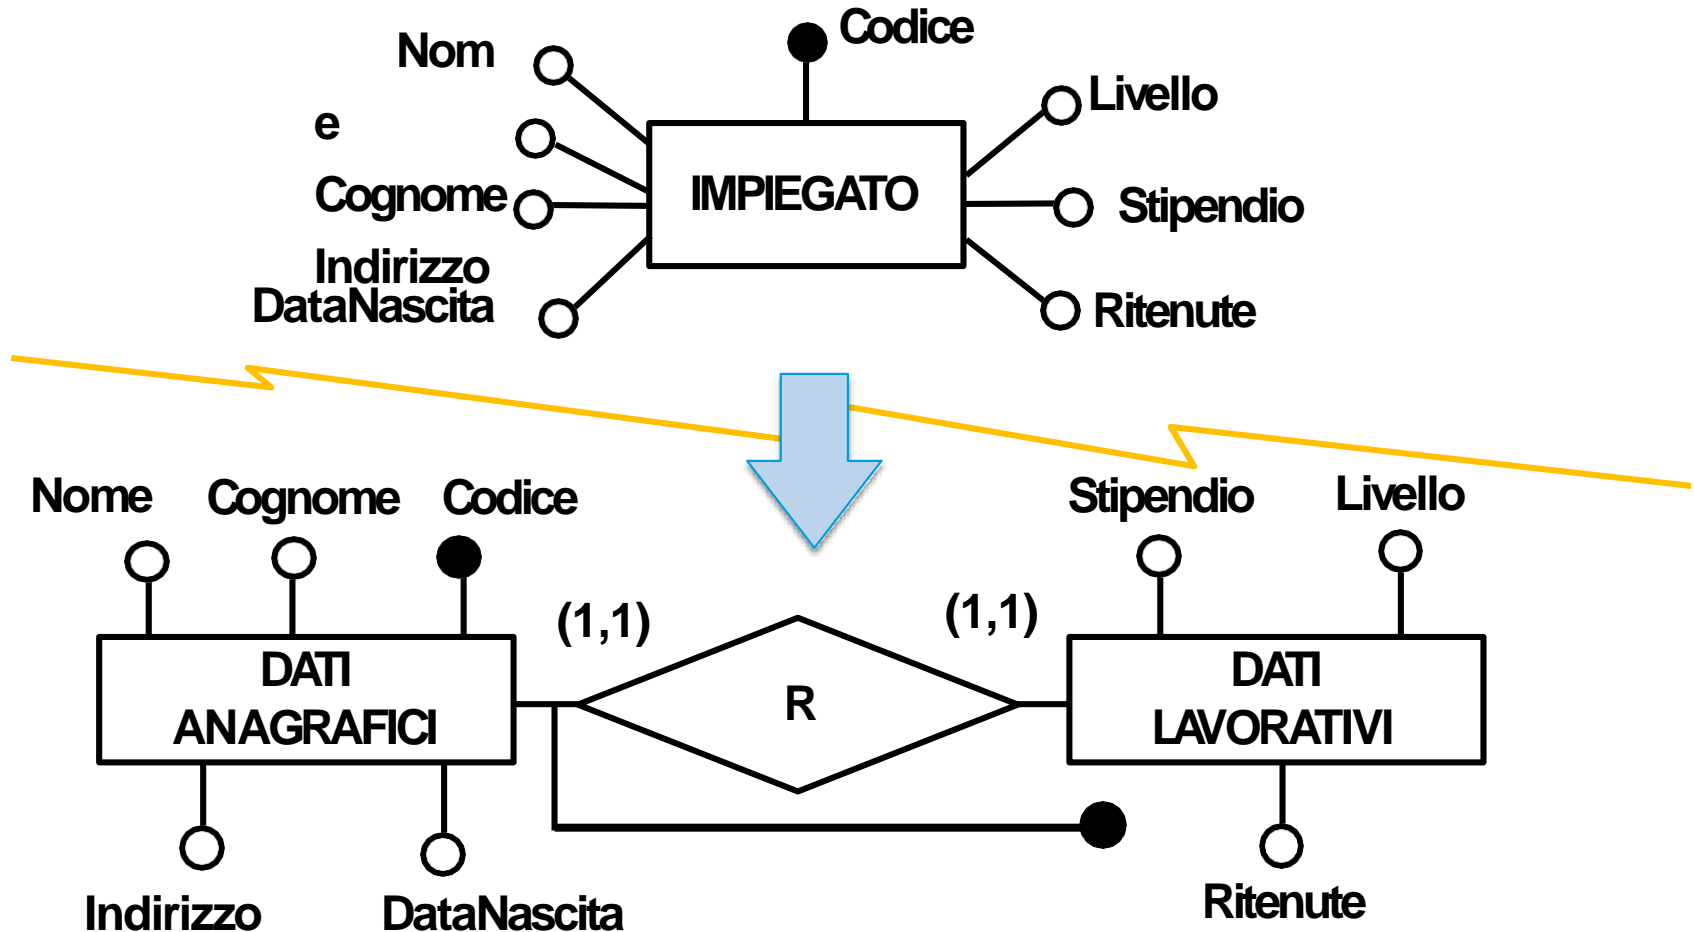 Codice
Nom
e
Cognome
Indirizzo
DataNascita
IMPIEGATO
Livello
Stipendio
Ritenute
Nome Cognome Codice
Stipendio Livello
(1,1) (1,1)
DATI
ANAGRAFICI
R
DATI
LAVORATIVI
Indirizzo DataNascita
Ritenute